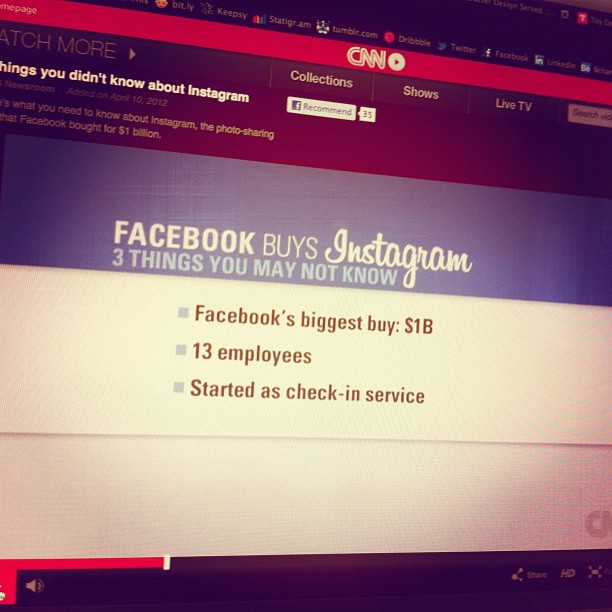 omepage
bit.ly Keepsy Statigr.am tumblr.com Dribbble Twitter Facebook LinkedIn
ATCH MORE
CNN
Collections Shows Live TV
hings you didn't know about Instagram
Newsroom Added on April 10, 2012
Recommend 35
Search vid
's what you need to know about Instagram, the photo-sharing
that Facebook bought for $1 billion.
FACEBOOK BUYS Instagram
3 THINGS YOU MAY NOT KNOW
Facebook's biggest buy: $1B
13 employees
Started as check-in service
CN
Share HD